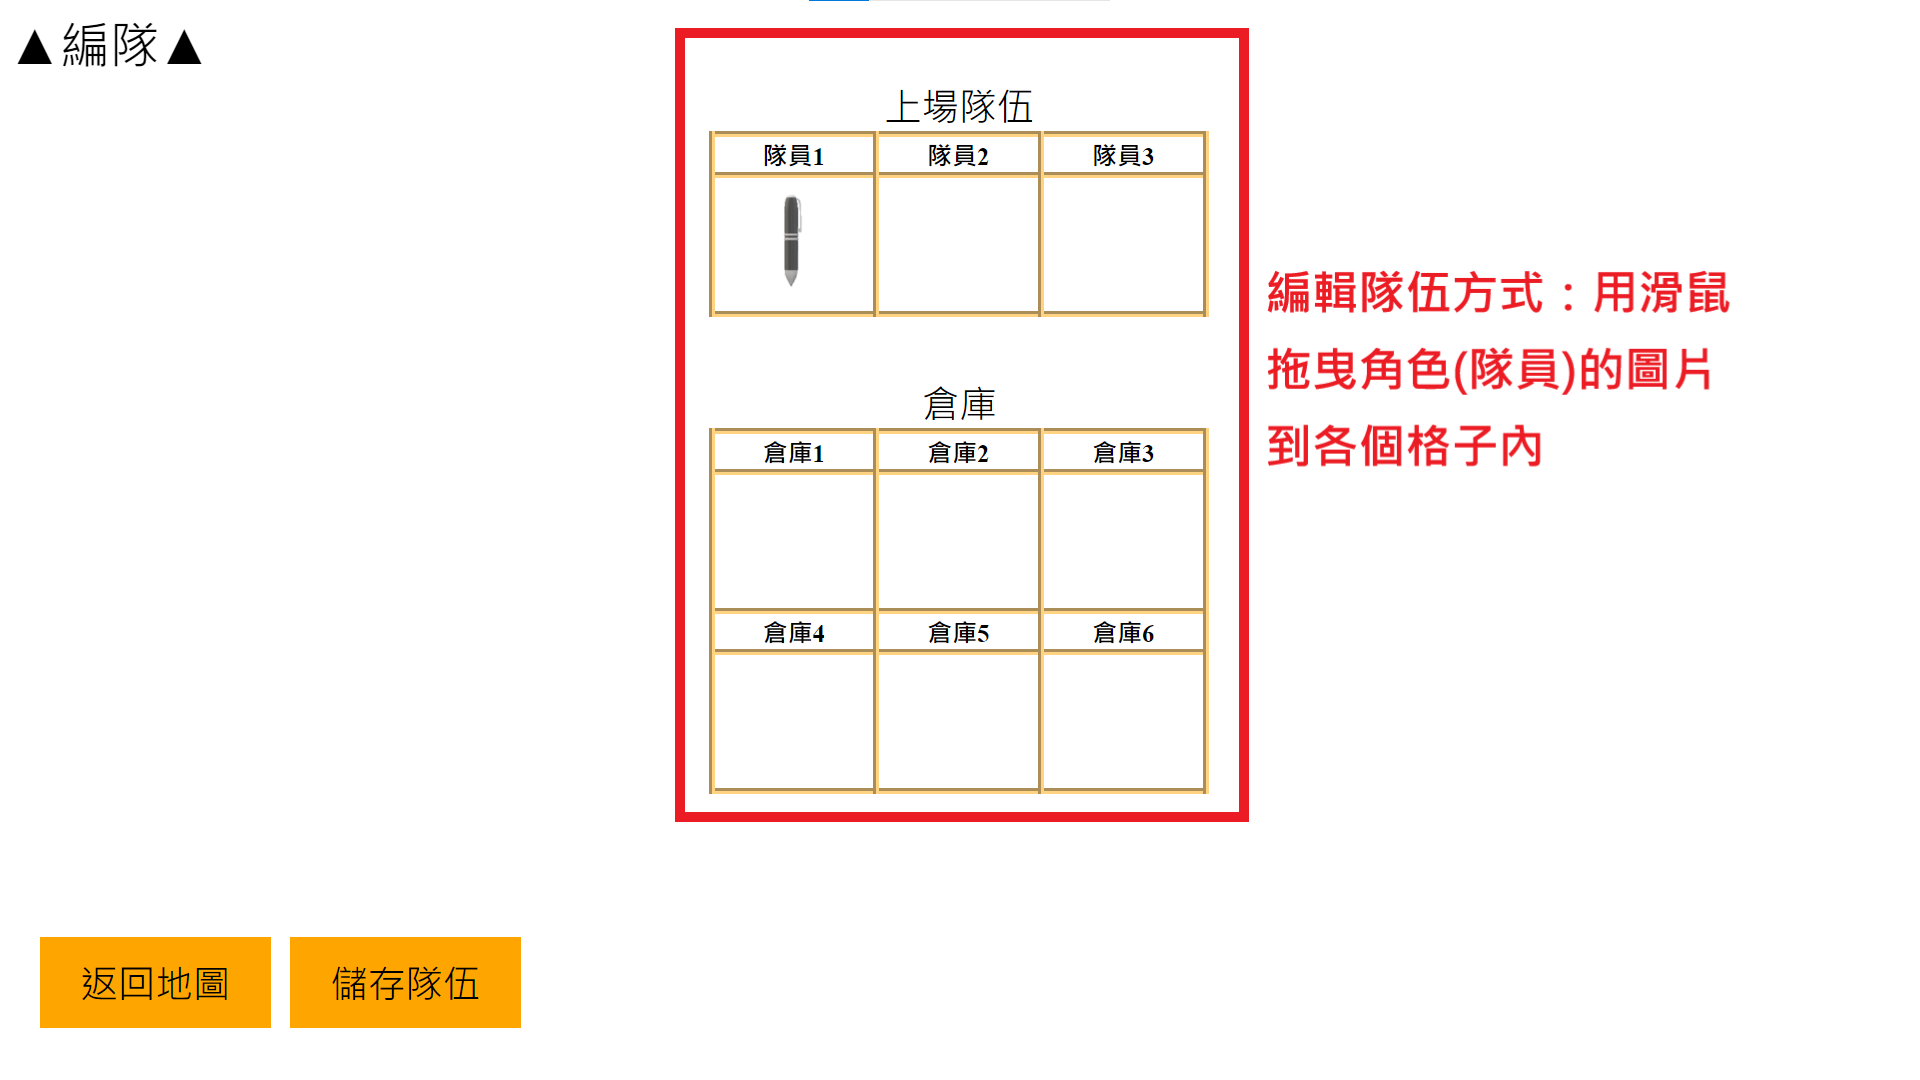 ▲編隊▲
上場隊伍
隊員1 隊員2 隊員3
編輯隊伍方式：用滑鼠
拖曳角色(隊員)的圖片
到各個格子內
倉庫
倉庫1 倉庫2 倉庫3
倉庫4 倉庫5 倉庫6
返回地圖 儲存隊伍